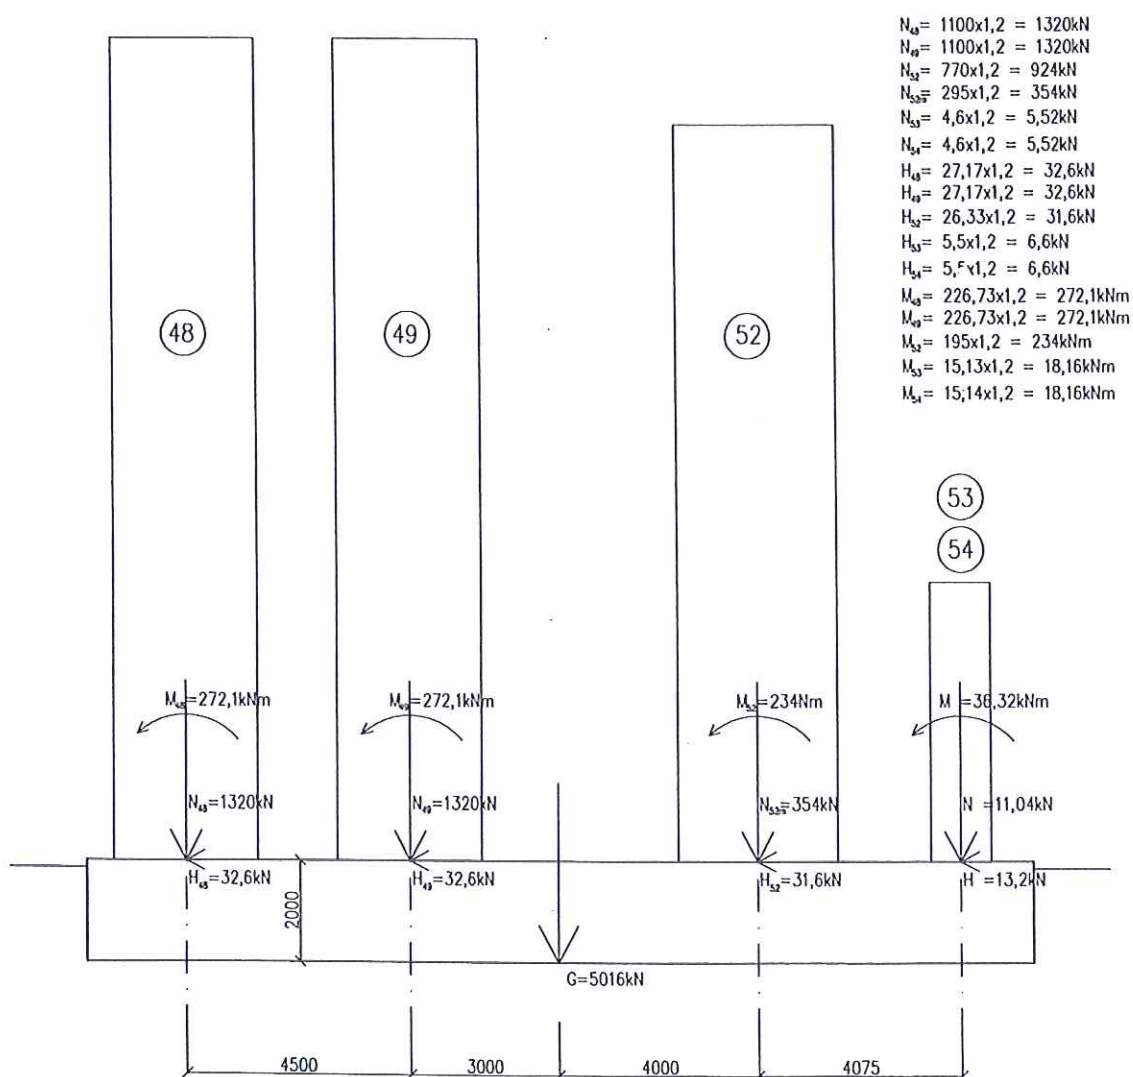 N48= 1100x1,2 = 1320kN
N49= 1100x1,2 = 1320kN
N52= 770x1,2 = 924kN
N52/a= 295x1,2 = 354kN
N53= 4,6x1,2 = 5,52kN
N54= 4,6x1,2 = 5,52kN
H48= 27,17x1,2 = 32,6kN
H49= 27,17x1,2 = 32,6kN
H52= 26,33x1,2 = 31,6kN
H53= 5,5x1,2 = 6,6kN
H54= 5,5x1,2 = 6,6kN
M48= 226,73x1,2 = 272,1kNm
M49= 226,73x1,2 = 272,1kNm
M52= 195x1,2 = 234kNm
M53= 15,13x1,2 = 18,16kNm
M54= 15,14x1,2 = 18,16kNm
48 49 52
53
54
M48=272,1kNm M49=272,1kNm M52=234Nm M =36,32kNm
N48=1320kN N49=1320kN N52/a=354kN N =11,04kN
H48=32,6kN H49=32,6kN H52=31,6kN H =13,2kN
2000
G=5016kN
4500 3000 4000 4075